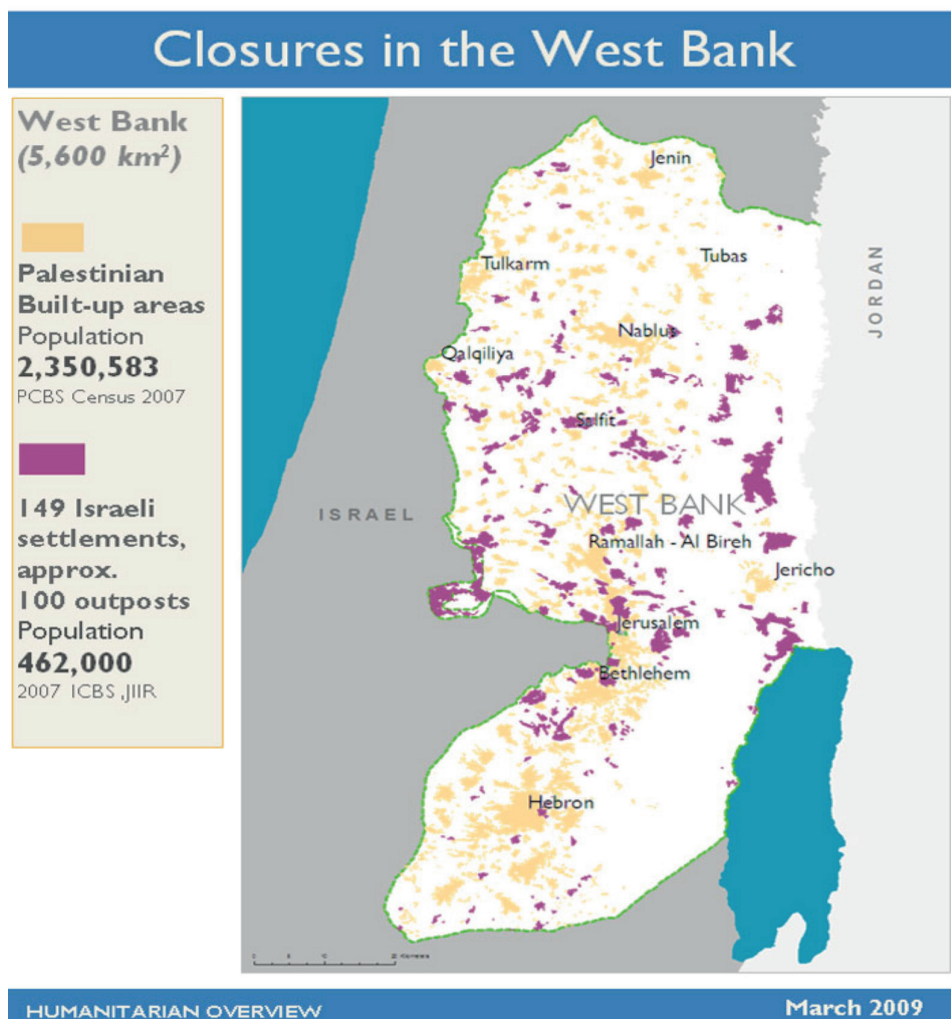 Closures in the West Bank
West Bank
(5,600 km²)
Palestinian
Built-up areas
Population
2,350,583
PCBS Census 2007
149 Israeli
settlements,
approx.
100 outposts
Population
462,000
2007 ICBS ,JIIR
Jenin
Tubas
Tulkarm
JORDAN
Nablus
Qalqiliya
Salfit
WEST BANK
ISRAEL
Ramallah - Al Bireh
Jericho
Jerusalem
Bethlehem
Hebron
HUMANITARIAN OVERVIEW
March 2009